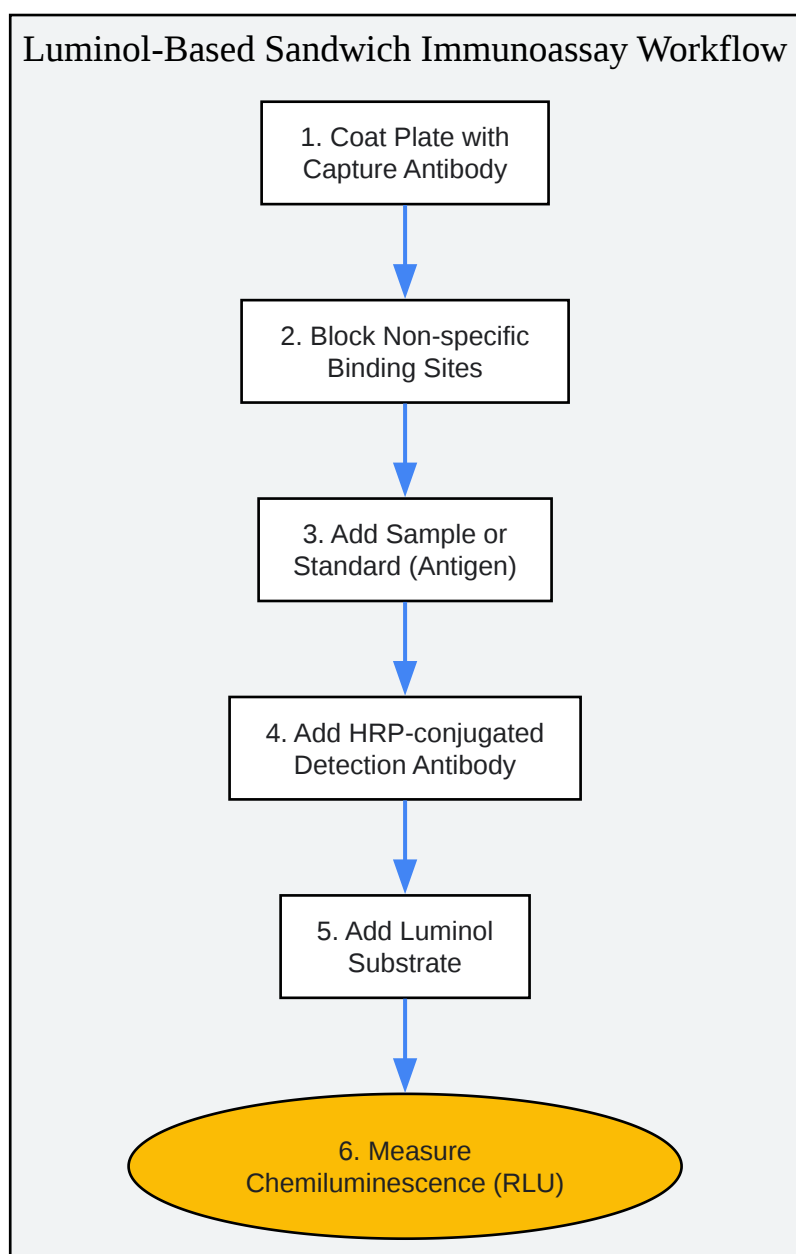 Luminol-Based Sandwich Immunoassay Workflow
1. Coat Plate with
Capture Antibody
2. Block Non-specific
Binding Sites
3. Add Sample or
Standard (Antigen)
4. Add HRP-conjugated
Detection Antibody
5. Add Luminol
Substrate
6. Measure
Chemiluminescence (RLU)